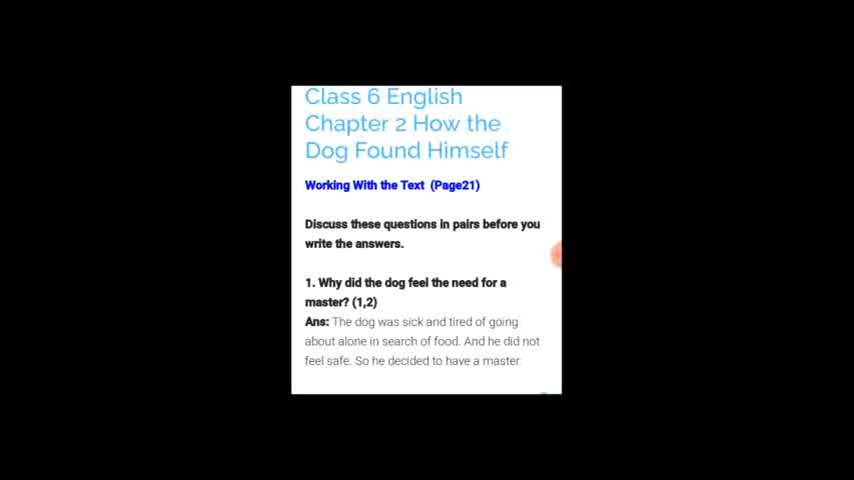 Class 6 English
Chapter 2 How the
Dog Found Himself
Working With the Text (Page21)
Discuss these questions in pairs before you
write the answers.
1. Why did the dog feel the need for a
master? (1,2)
Ans: The dog was sick and tired of going
about alone in search of food. And he did not
feel safe. So he decided to have a master.